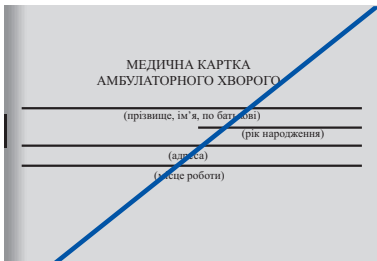 МЕДИЧНА КАРТКА
АМБУЛАТОРНОГО ХВОРОГО
(прізвище, ім’я, по батькові)
(рік народження)
(адреса)
(місце роботи)